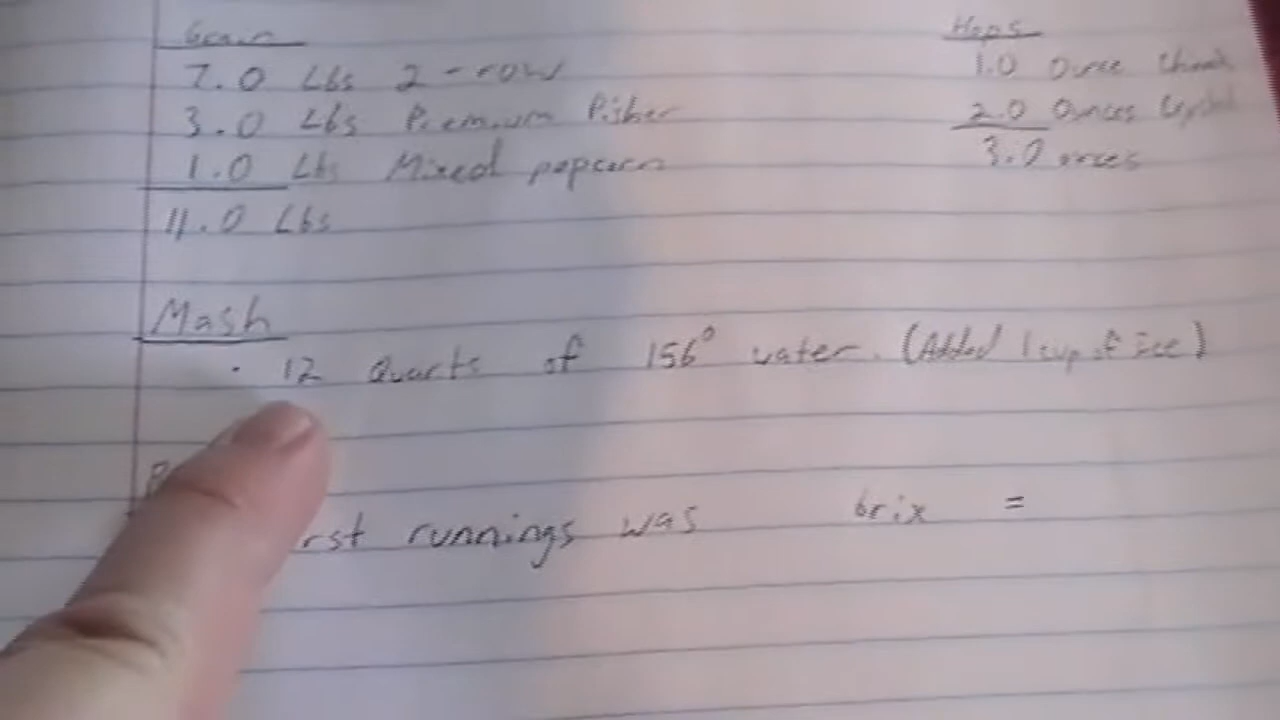 Grain
7.0 Lbs 2-row
3.0 Lbs Premium Pilsner
1.0 Lbs Mixed popcorn
11.0 Lbs
Hops
1.0 Ounce
2.0 Ounces
3.0 onces
Mash
· 12 Quarts of 156° water. (Added 1 cup of ice)
rst runnings was brix =